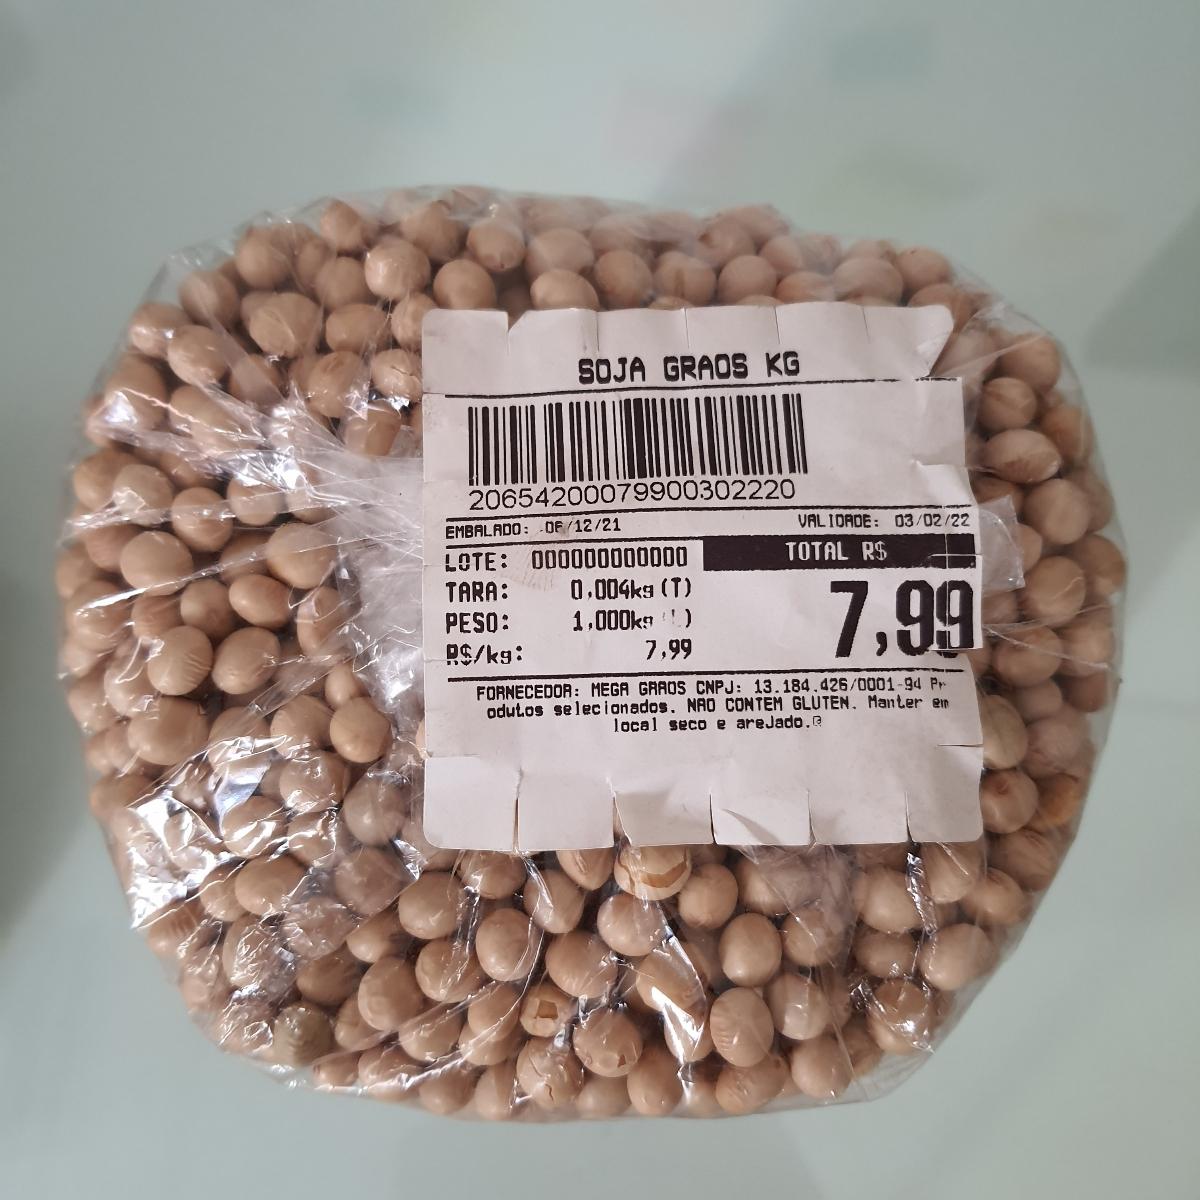 SOJA GRAOS KG
20654200079900302220
EMBALADO: 06/12/21 VALIDADE: 03/02/22
LOTE: 000000000000 TOTAL R$
TARA: 0,004kg (T)
PESO: 1,000kg (L)
R$/kg: 7,99
7,99
FORNECEDOR: MEGA GRAOS CNPJ: 13.184.426/0001-94 Pr
odutos selecionados. NAO CONTEM GLUTEN. Manter em
local seco e arejado.